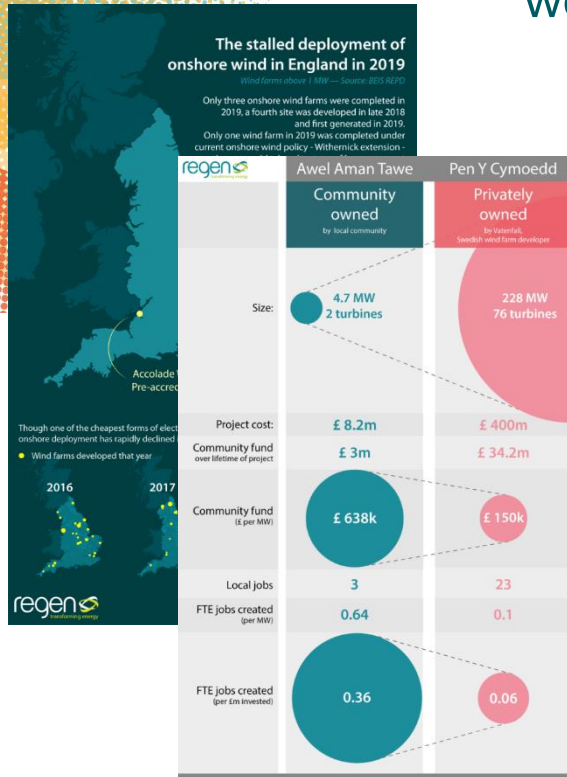 The stalled deployment of
onshore wind in England in 2019
Wind farms above 1 MW — Source: BEIS REPD
Only three onshore wind farms were completed in
2019, a fourth site was developed in late 2018
and first generated in 2019.
Only one wind farm in 2019 was completed under
current onshore wind policy - Withernick extension -
Accolade
Pre-accred
Though one of the cheapest forms of elect
onshore deployment has rapidly declined
Wind farms developed that year
2016
2017
regen
transforming energy
regen
transforming energy
Awel Aman Tawe
Pen Y Cymoedd
Community
owned
by local community
Privately
owned
by Vatenfall,
Swedish wind farm developer
Size:
4.7 MW
2 turbines
228 MW
76 turbines
Project cost:
£ 8.2m
£ 400m
Community fund
over lifetime of project
£ 3m
£ 34.2m
Community fund
(£ per MW)
£ 638k
£ 150k
Local jobs
3
23
FTE jobs created
(per MW)
0.64
0.1
FTE jobs created
(per £m invested)
0.36
0.06